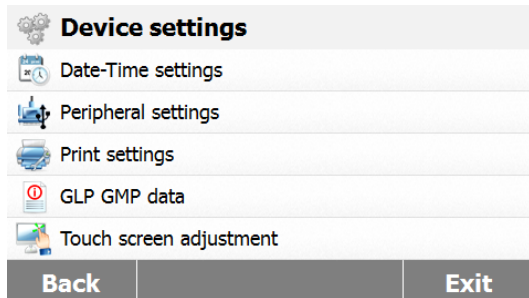 Device settings
Date-Time settings
Peripheral settings
Print settings
GLP GMP data
Touch screen adjustment
Back Exit